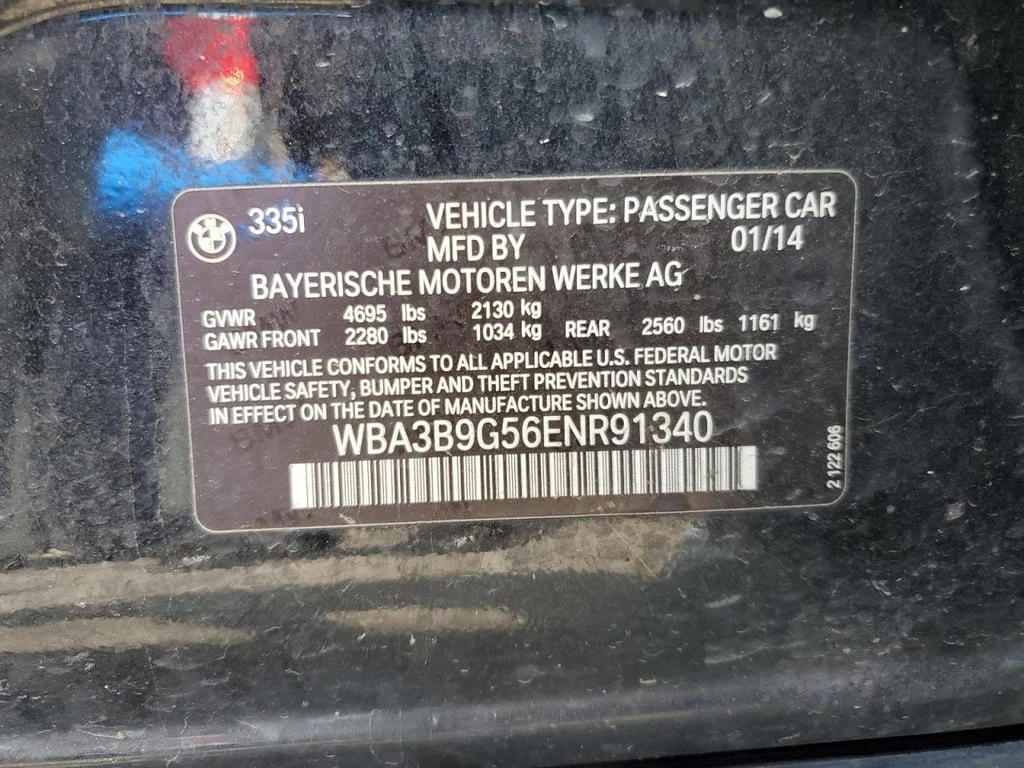 335i VEHICLE TYPE: PASSENGER CAR
MFD BY 01/14
BAYERISCHE MOTOREN WERKE AG
GVWR 4695 lbs 2130 kg
GAWR FRONT 2280 lbs 1034 kg REAR 2560 lbs 1161 kg
THIS VEHICLE CONFORMS TO ALL APPLICABLE U.S. FEDERAL MOTOR
VEHICLE SAFETY, BUMPER AND THEFT PREVENTION STANDARDS
IN EFFECT ON THE DATE OF MANUFACTURE SHOWN ABOVE.
WBA3B9G56ENR91340
2 122 606